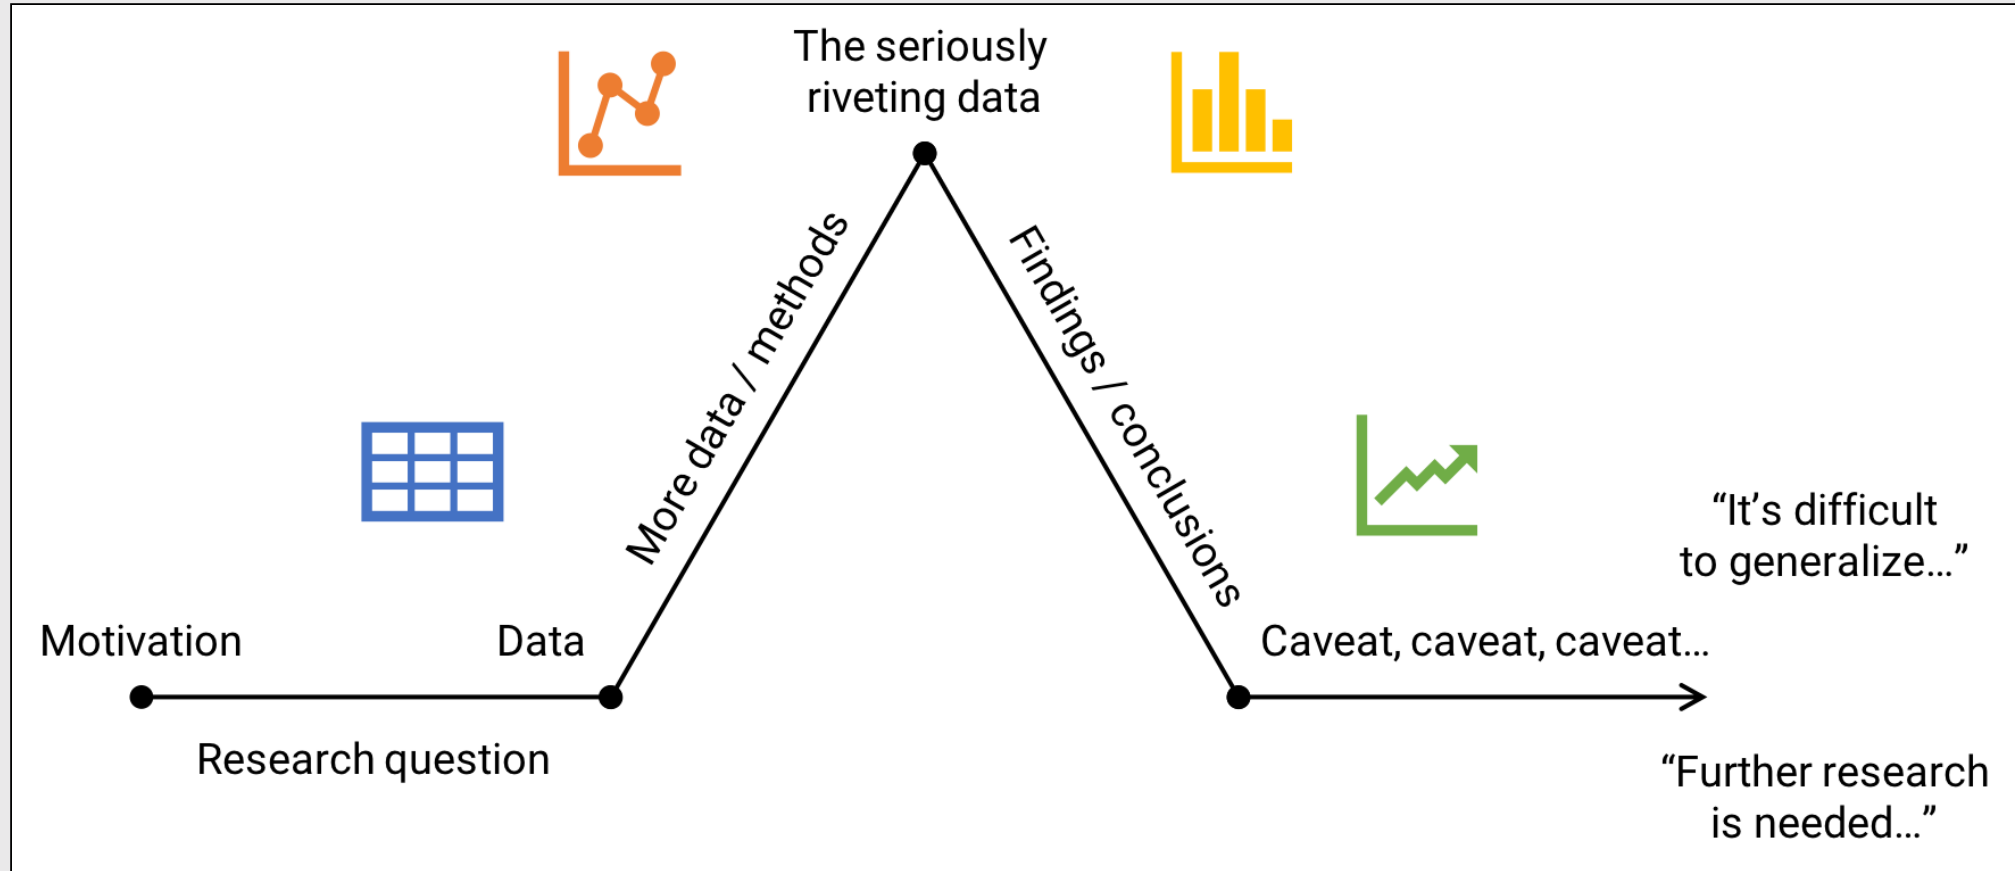 The seriously
riveting data
More data / methods
Findings / conclusions
“It’s difficult
to generalize…”
Motivation
Data
Caveat, caveat, caveat…
Research question
“Further research
is needed…”